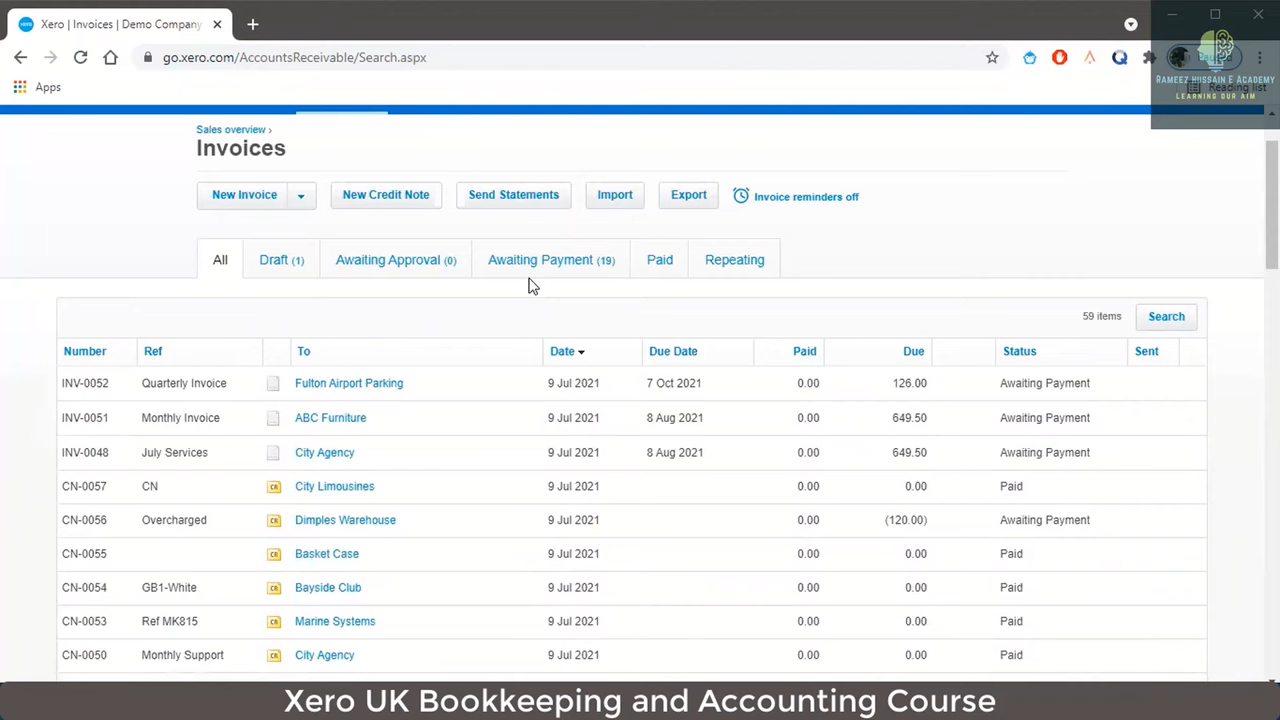 Xero | Invoices | Demo Company
go.xero.com/AccountsReceivable/Search.aspx
Apps
Reading list
RAMEEZ HUSSAIN E ACADEMY
LEARNING OUR AIM
Sales overview ›
Invoices
New Invoice New Credit Note Send Statements Import Export Invoice reminders off
All Draft (1) Awaiting Approval (0) Awaiting Payment (19) Paid Repeating
59 items Search
Number Ref To Date Due Date Paid Due Status Sent
INV-0052 Quarterly Invoice Fulton Airport Parking 9 Jul 2021 7 Oct 2021 0.00 126.00 Awaiting Payment
INV-0051 Monthly Invoice ABC Furniture 9 Jul 2021 8 Aug 2021 0.00 649.50 Awaiting Payment
INV-0048 July Services City Agency 9 Jul 2021 8 Aug 2021 0.00 649.50 Awaiting Payment
CN-0057 CN CR City Limousines 9 Jul 2021 0.00 0.00 Paid
CN-0056 Overcharged CR Dimples Warehouse 9 Jul 2021 0.00 (120.00) Awaiting Payment
CN-0055 CR Basket Case 9 Jul 2021 0.00 0.00 Paid
CN-0054 GB1-White CR Bayside Club 9 Jul 2021 0.00 0.00 Paid
CN-0053 Ref MK815 CR Marine Systems 9 Jul 2021 0.00 0.00 Paid
CN-0050 Monthly Support CR City Agency 9 Jul 2021 0.00 0.00 Paid
Xero UK Bookkeeping and Accounting Course